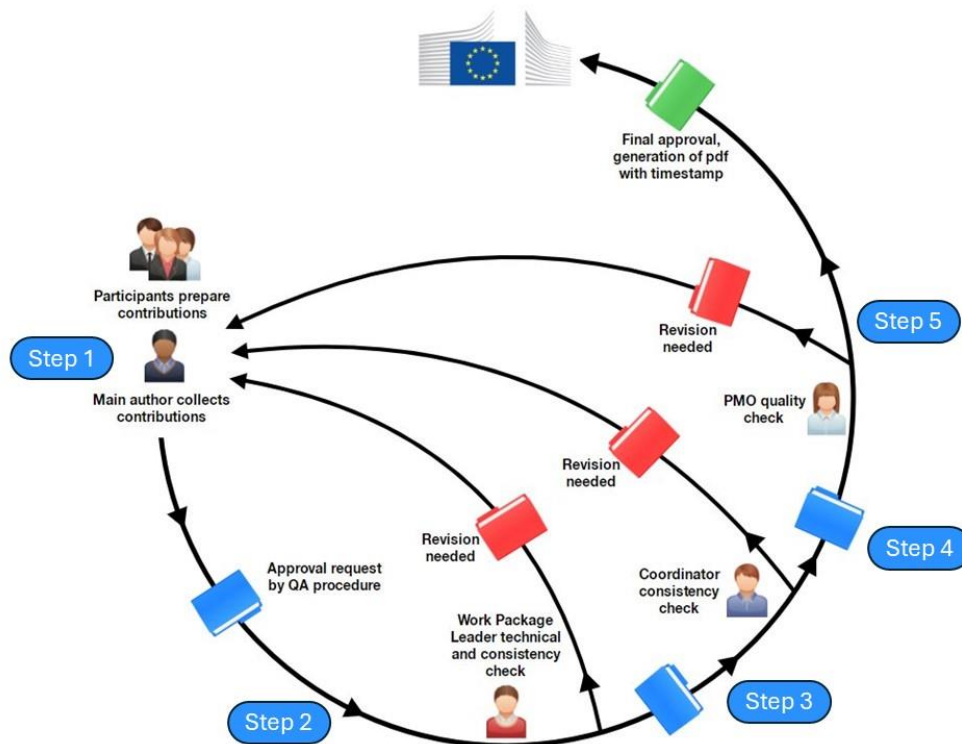 Final approval,
generation of pdf
with timestamp
Participants prepare
contributions
Step 1
Main author collects
contributions
Revision
needed
Step 5
PMO quality
check
Revision
needed
Revision
needed
Step 4
Approval request
by QA procedure
Coordinator
consistency
check
Work Package
Leader technical
and consistency
check
Step 2
Step 3